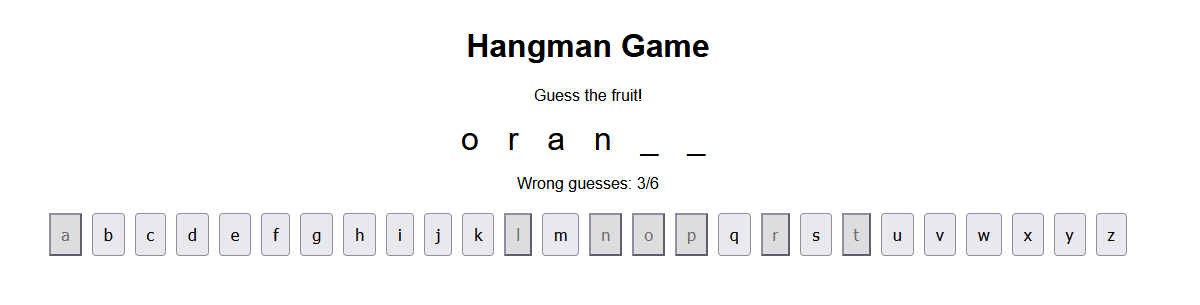 Hangman Game
Guess the fruit!
o r a n _ _
Wrong guesses: 3/6
a b c d e f g h i j k l m n o p q r s t u v w x y z